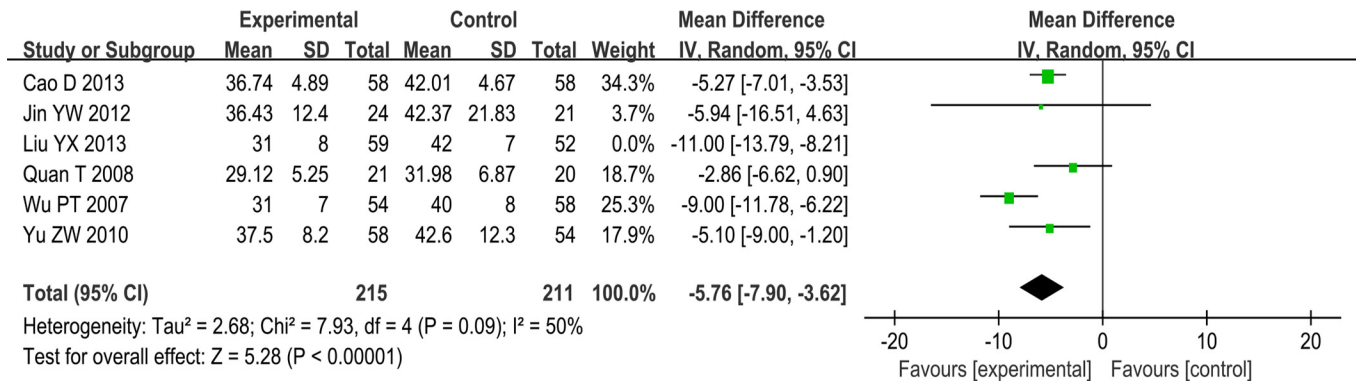 Experimental Control Mean Difference Mean Difference
Study or Subgroup Mean SD Total Mean SD Total Weight IV, Random, 95% CI IV, Random, 95% CI
Cao D 2013 36.74 4.89 58 42.01 4.67 58 34.3% -5.27 [-7.01, -3.53]
Jin YW 2012 36.43 12.4 24 42.37 21.83 21 3.7% -5.94 [-16.51, 4.63]
Liu YX 2013 31 8 59 42 7 52 0.0% -11.00 [-13.79, -8.21]
Quan T 2008 29.12 5.25 21 31.98 6.87 20 18.7% -2.86 [-6.62, 0.90]
Wu PT 2007 31 7 54 40 8 58 25.3% -9.00 [-11.78, -6.22]
Yu ZW 2010 37.5 8.2 58 42.6 12.3 54 17.9% -5.10 [-9.00, -1.20]
Total (95% CI) 215 211 100.0% -5.76 [-7.90, -3.62]
Heterogeneity: Tau² = 2.68; Chi² = 7.93, df = 4 (P = 0.09); I² = 50%
Test for overall effect: Z = 5.28 (P < 0.00001)
-20 -10 0 10 20
Favours [experimental] Favours [control]